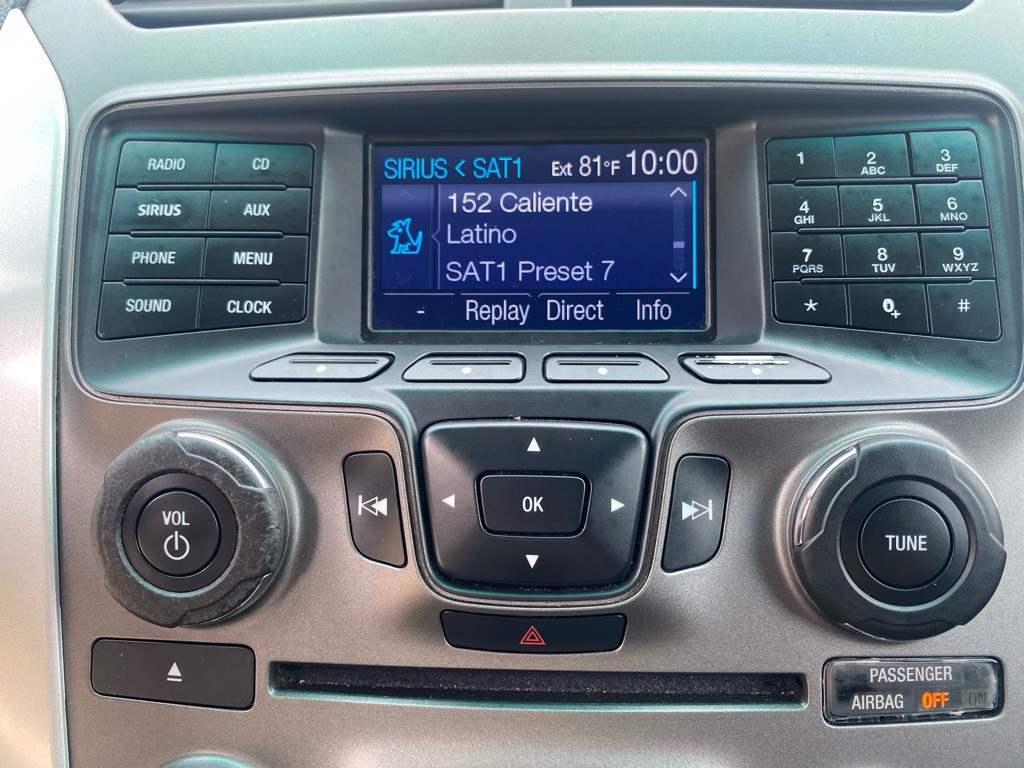 RADIO
CD
SIRIUS
AUX
PHONE
MENU
SOUND
CLOCK
SIRIUS < SAT1 Ext 81°F 10:00
152 Caliente
Latino
SAT1 Preset 7
- Replay Direct Info
1
2
ABC
3
DEF
4
GHI
5
JKL
6
MNO
7
PQRS
8
TUV
9
WXYZ
*
0+
#
VOL
OK
TUNE
PASSENGER
AIRBAG OFF ON